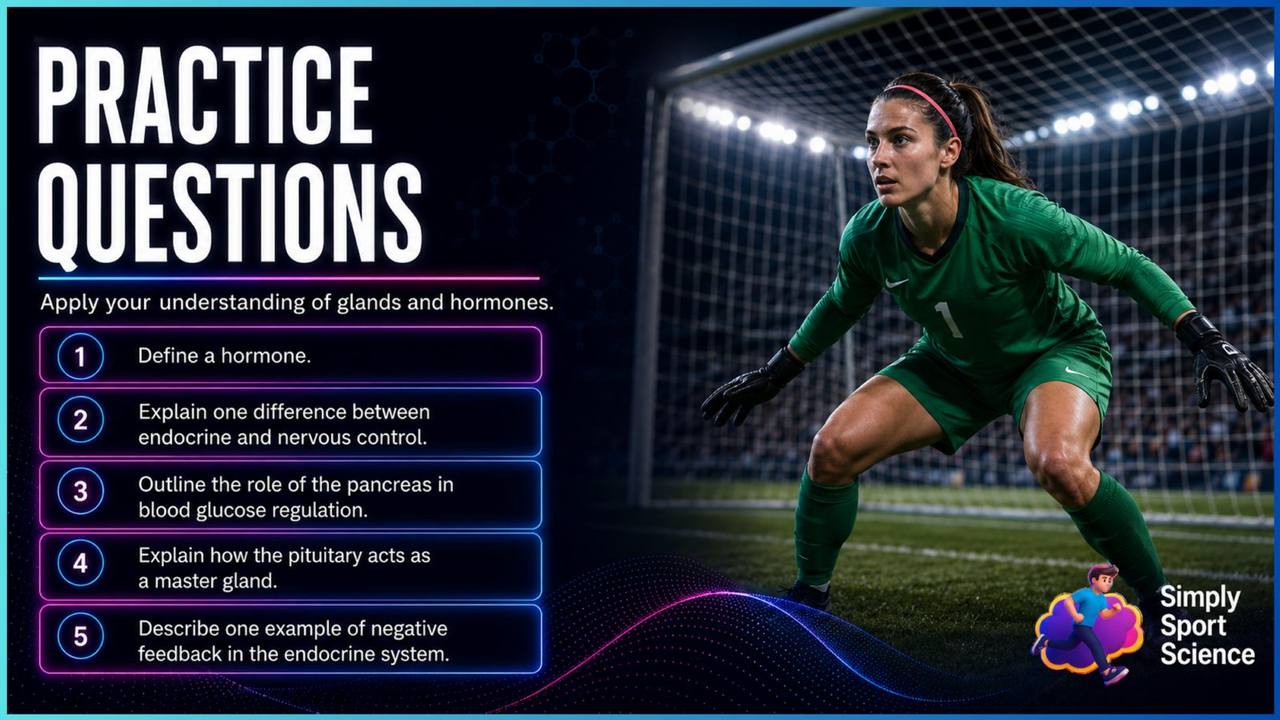 PRACTICE
QUESTIONS
Apply your understanding of glands and hormones.
1
Define a hormone.
2
Explain one difference between
endocrine and nervous control.
3
Outline the role of the pancreas in
blood glucose regulation.
4
Explain how the pituitary acts as
a master gland.
5
Describe one example of negative
feedback in the endocrine system.
1
Simply
Sport
Science